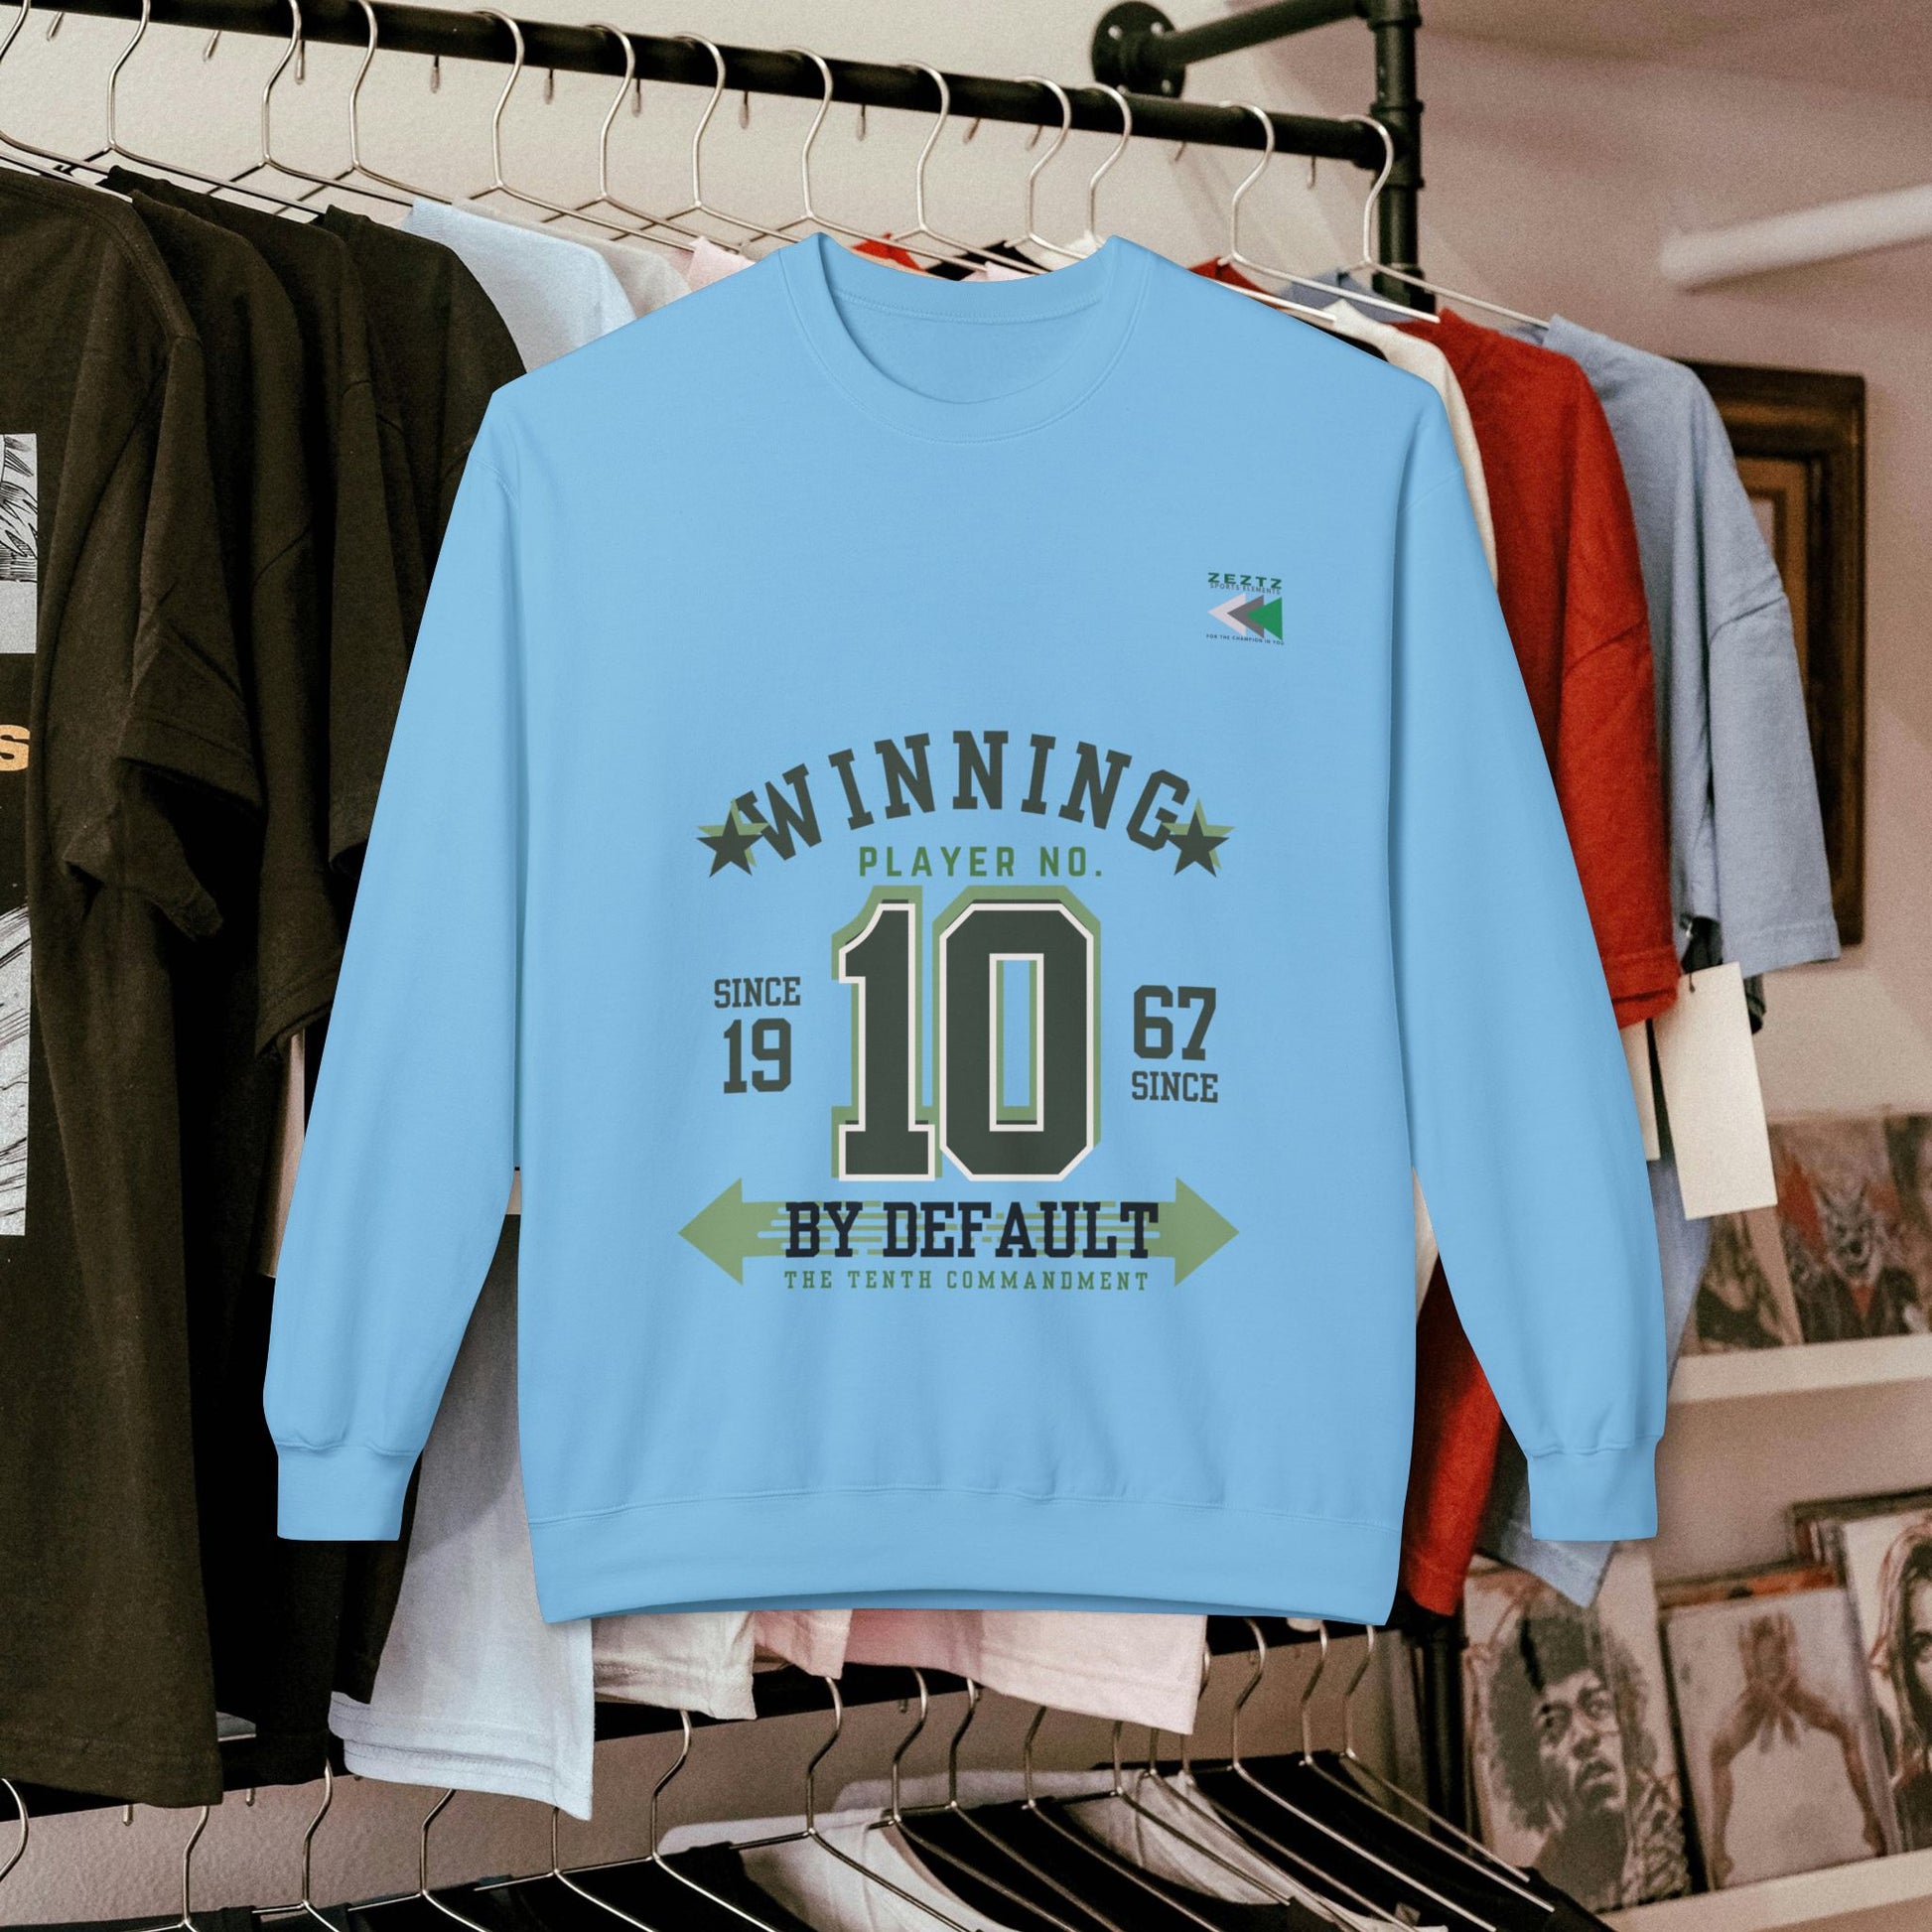 S
ZEZTZ
SPORTS ELEMENTS
FOR THE CHAMPION IN YOU
WINNING
PLAYER NO.
10
SINCE
19
67
SINCE
BY DEFAULT
THE TENTH COMMANDMENT